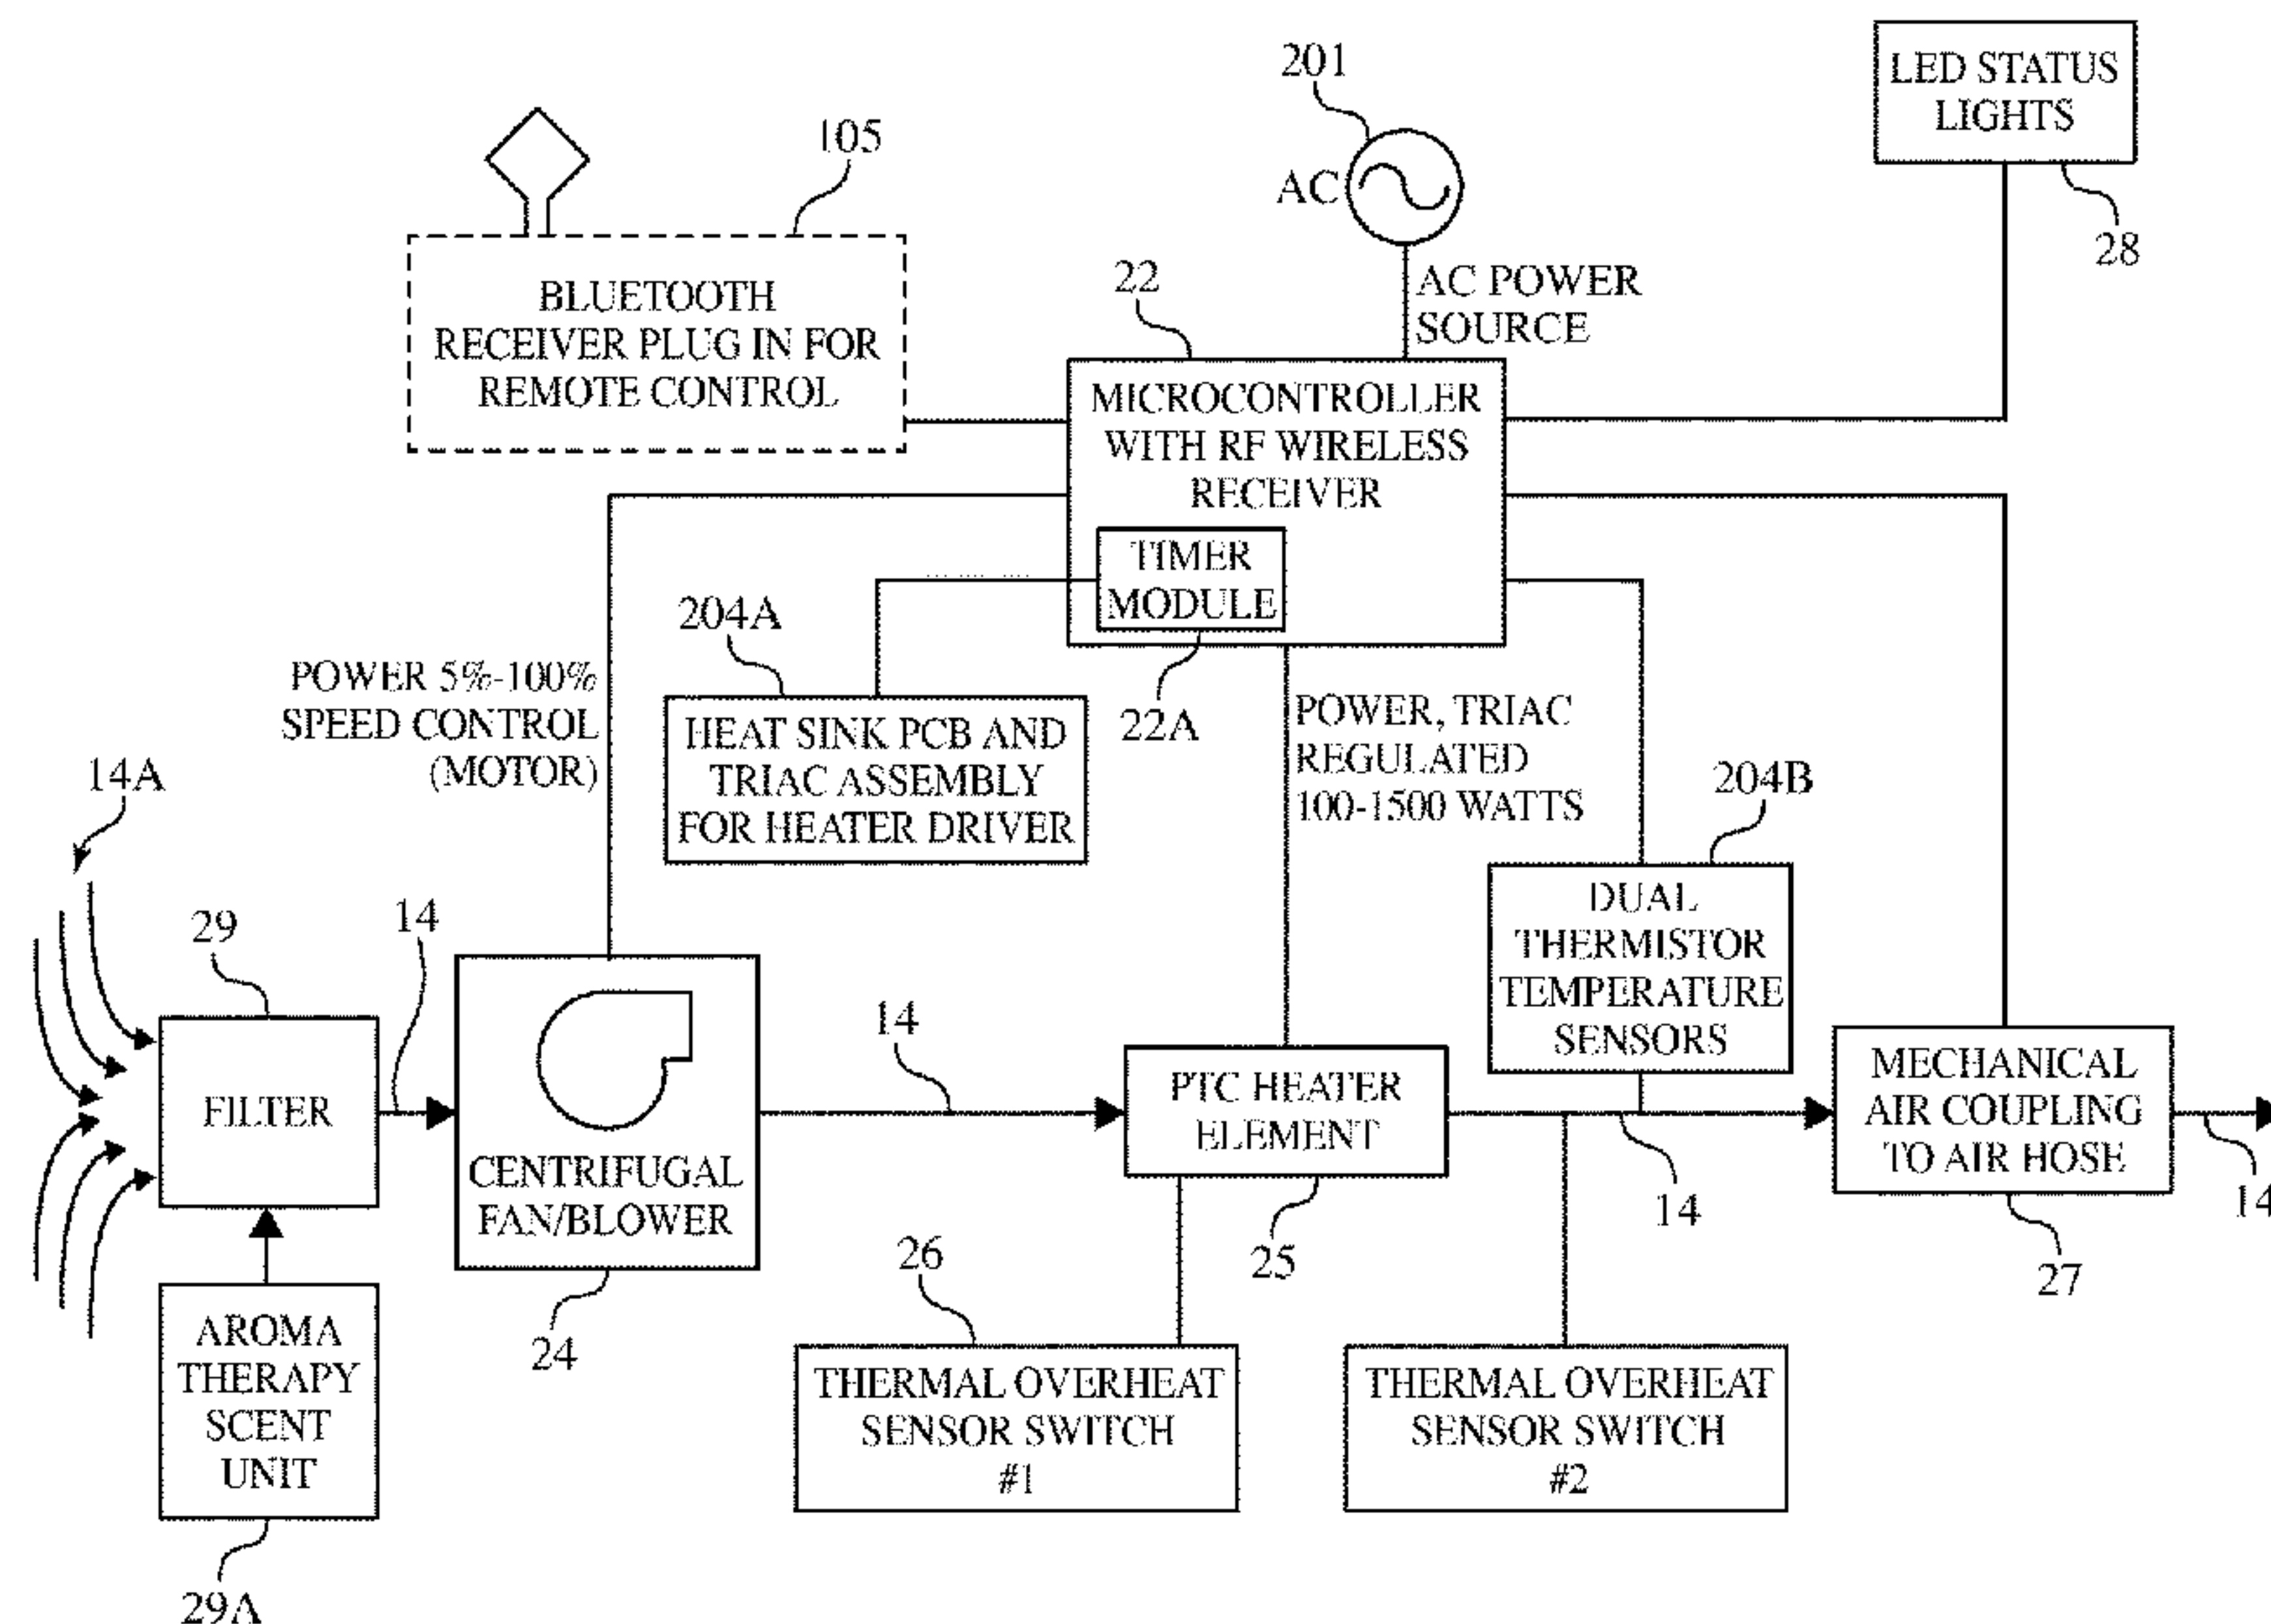 201
LED STATUS
LIGHTS
28
105
AC
AC POWER
SOURCE
BLUETOOTH
RECEIVER PLUG IN FOR
REMOTE CONTROL
22
MICROCONTROLLER
WITH RF WIRELESS
RECEIVER
TIMER
MODULE
22A
204A
POWER 5%-100%
SPEED CONTROL
(MOTOR)
HEAT SINK PCB AND
TRIAC ASSEMBLY
FOR HEATER DRIVER
POWER, TRIAC
REGULATED
100-1500 WATTS
204B
DUAL
THERMISTOR
TEMPERATURE
SENSORS
14A
29
14
FILTER
CENTRIFUGAL
FAN/BLOWER
24
14
PTC HEATER
ELEMENT
25
14
MECHANICAL
AIR COUPLING
TO AIR HOSE
27
14
AROMA
THERAPY
SCENT
UNIT
29A
26
THERMAL OVERHEAT
SENSOR SWITCH
#1
THERMAL OVERHEAT
SENSOR SWITCH
#2